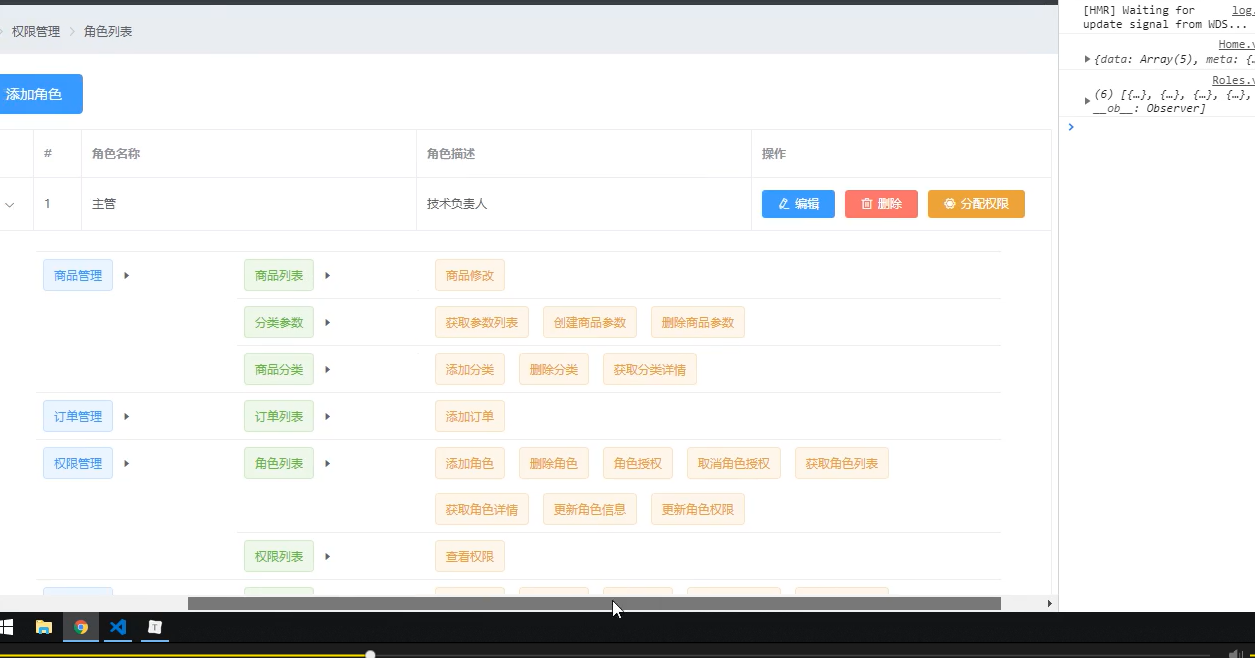 权限管理 > 角色列表
添加角色
# 角色名称 角色描述 操作
1 主管 技术负责人 编辑 删除 分配权限
商品管理 商品列表 商品修改
分类参数 获取参数列表 创建商品参数 删除商品参数
商品分类 添加分类 删除分类 获取分类详情
订单管理 订单列表 添加订单
权限管理 角色列表 添加角色 删除角色 角色授权 取消角色授权 获取角色列表
获取角色详情 更新角色信息 更新角色权限
权限列表 查看权限
[HMR] Waiting for log.
update signal from WDS...
Home.v
{data: Array(5), meta: {…
Roles.v
(6) [{…}, {…}, {…}, {…},
__ob__: Observer]
T